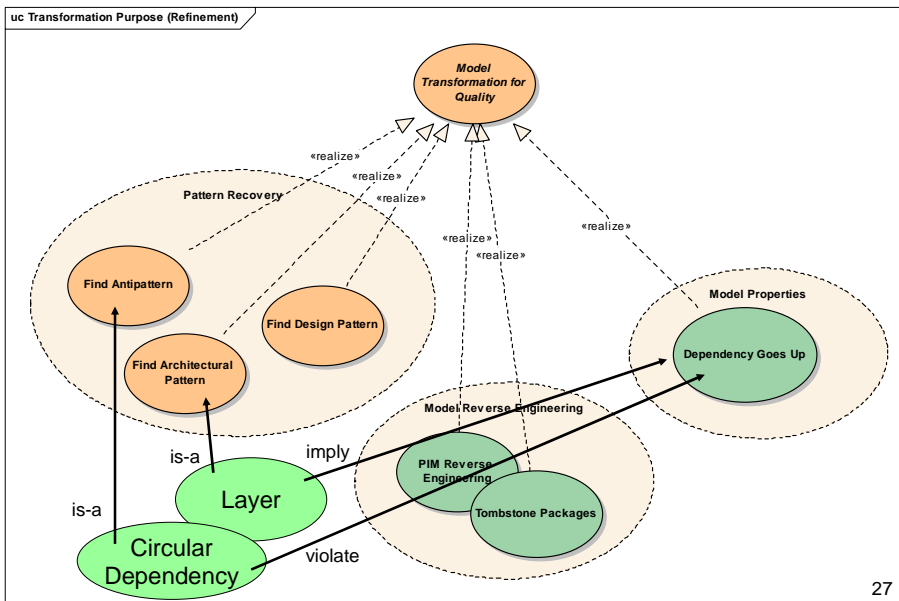 uc Transformation Purpose (Refinement)
Model
Transformation for
Quality
«realize»
«realize»
«realize»
Pattern Recovery
«realize»
«realize»
«realize»
Find Antipattern
Model Properties
Find Design Pattern
Dependency Goes Up
Find Architectural
Pattern
Model Reverse Engineering
imply
is-a
PIM Reverse
Engineering
Layer
Tombstone Packages
is-a
Circular
Dependency
violate
27